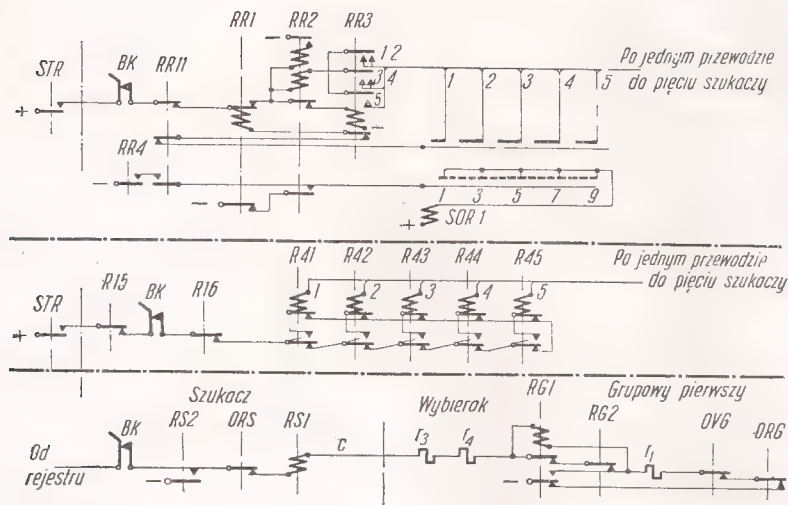 RR1 RR2 RR3
STR BK RR11
1 2
3 4
5
1 2 3 4 5
Po jednym przewodzie
do pięciu szukaczy
RR4
1 3 5 7 9
SOR 1
STR R15 BK R16
R41 R42 R43 R44 R45
1 2 3 4 5
Po jednym przewodzie
do pięciu szukaczy
Szukacz Wybierak Grupowy pierwszy
BK RS2 ORS RS1 RG1 RG2 OVG ORG
Od
rejestru
C r3 r4 r1